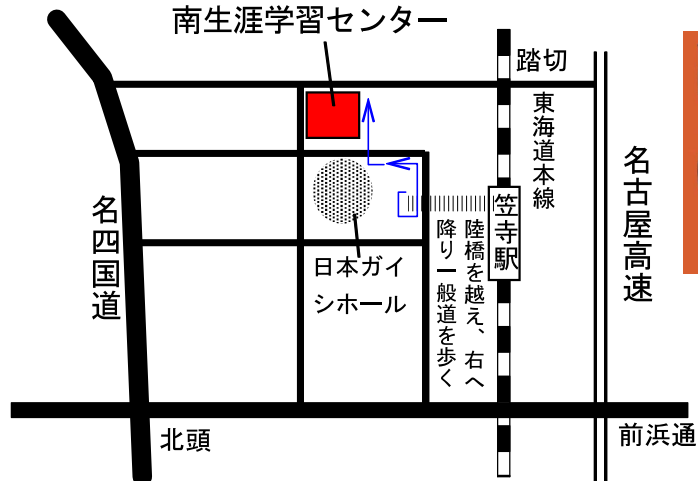 南生涯学習センター
踏切
東海道本線
名古屋高速
名四国道
笠寺駅
陸橋を越え、右へ
降り一般道を歩く
日本ガイ
シホール
北頭
前浜通